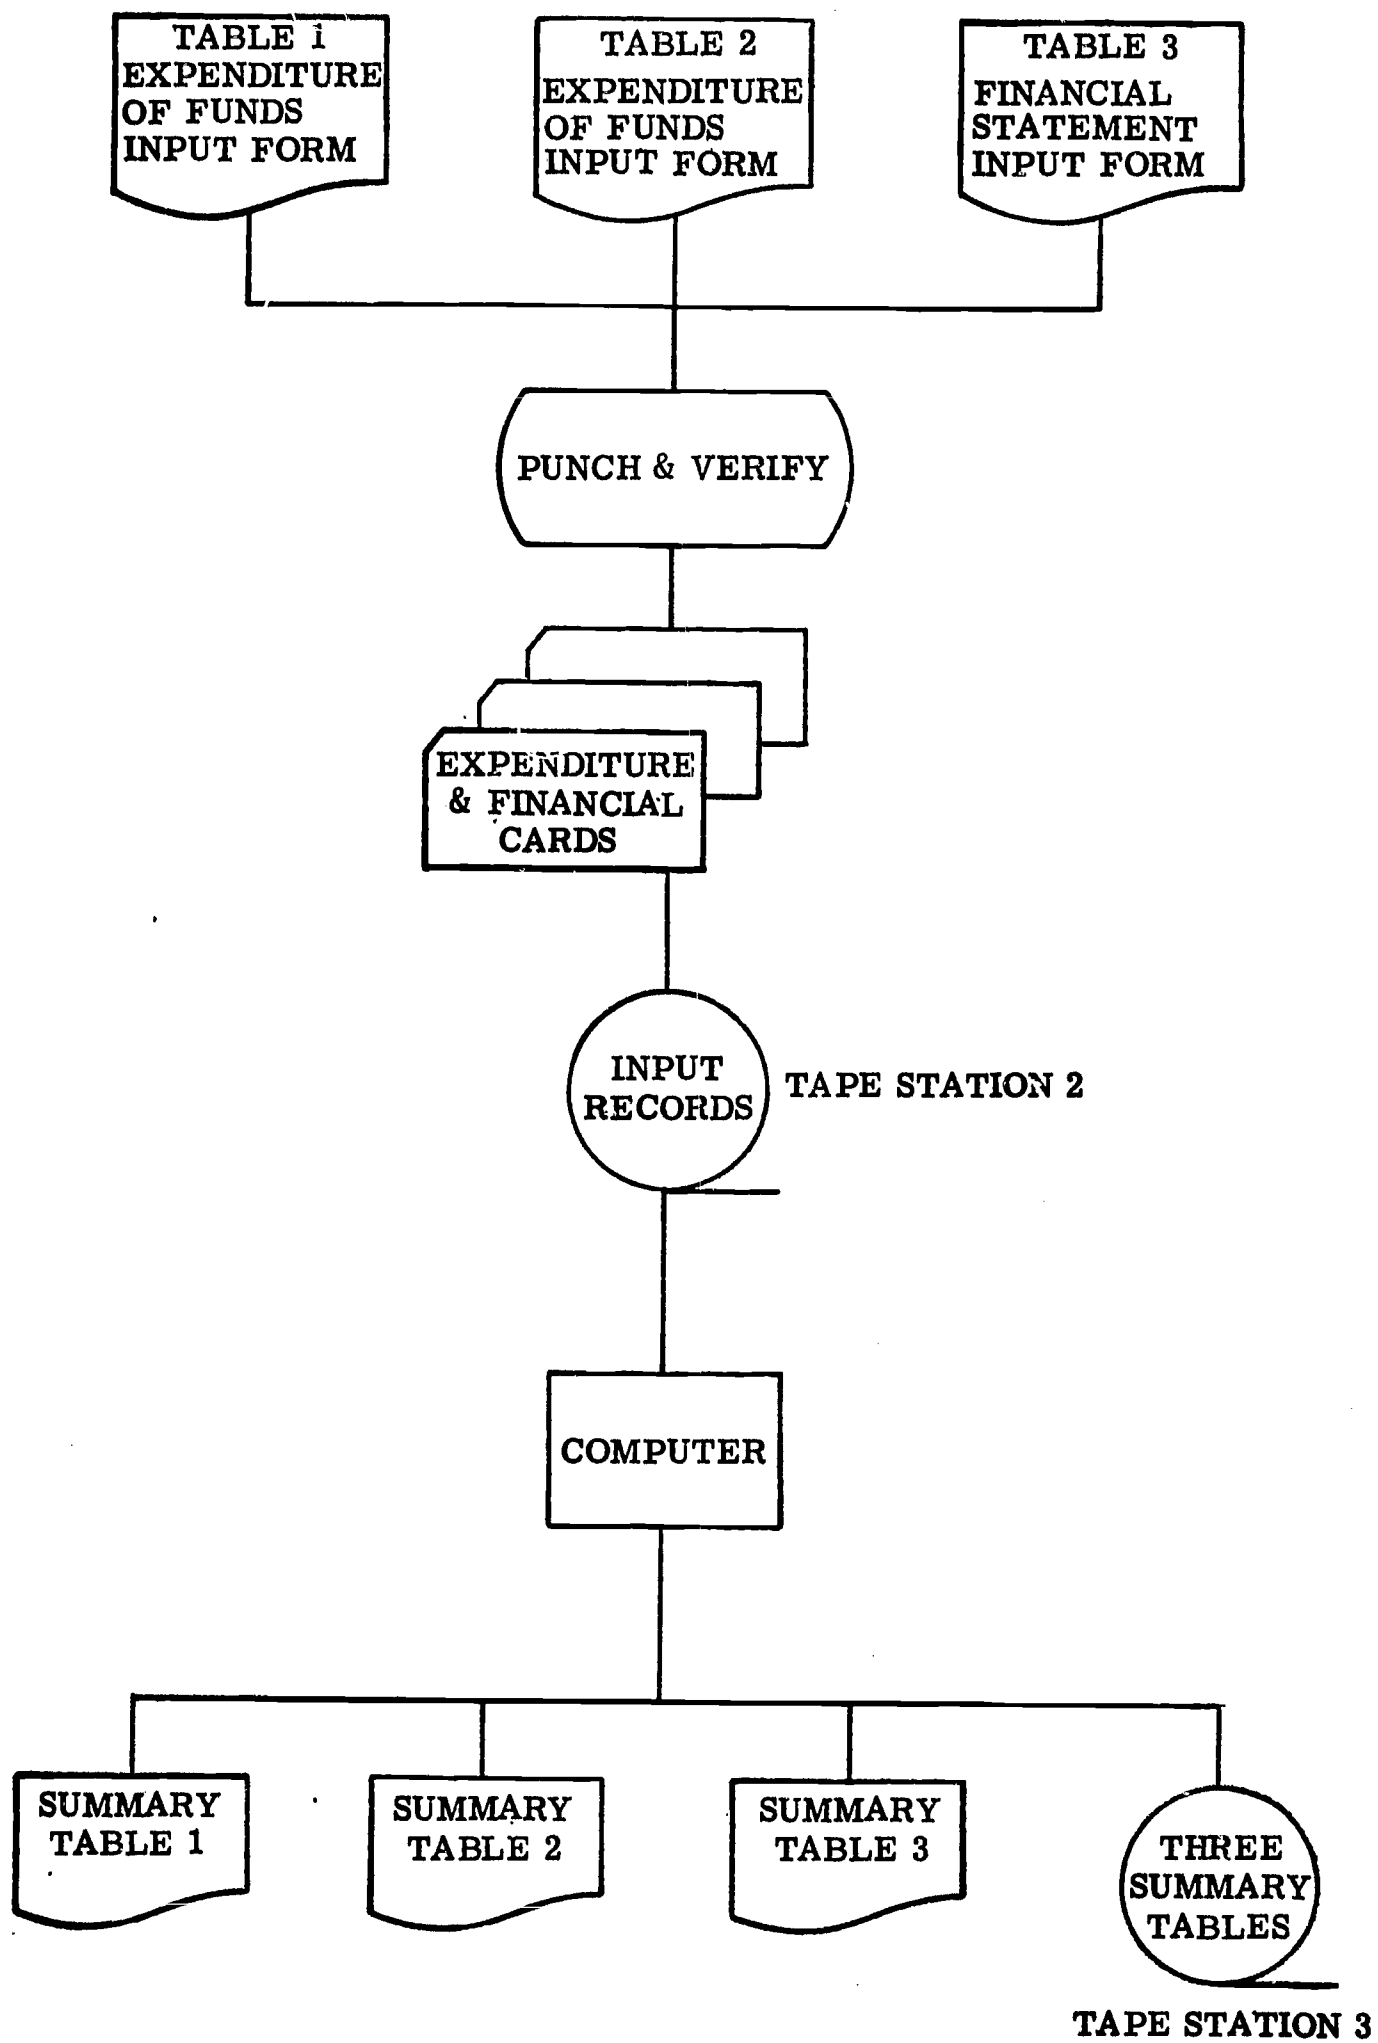 TABLE 1
EXPENDITURE
OF FUNDS
INPUT FORM
TABLE 2
EXPENDITURE
OF FUNDS
INPUT FORM
TABLE 3
FINANCIAL
STATEMENT
INPUT FORM
PUNCH & VERIFY
EXPENDITURE
& FINANCIAL
CARDS
INPUT
RECORDS
TAPE STATION 2
COMPUTER
SUMMARY
TABLE 1
SUMMARY
TABLE 2
SUMMARY
TABLE 3
THREE
SUMMARY
TABLES
TAPE STATION 3